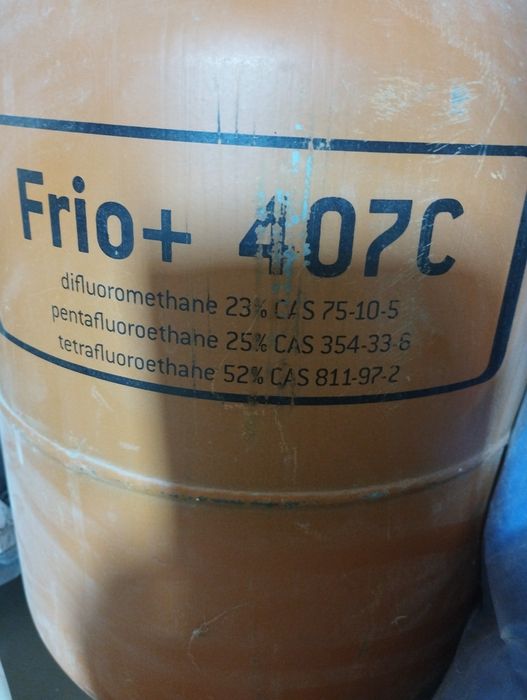 Frio+ 407C
difluoromethane 23% CAS 75-10-5
pentafluoroethane 25% CAS 354-33-6
tetrafluoroethane 52% CAS 811-97-2